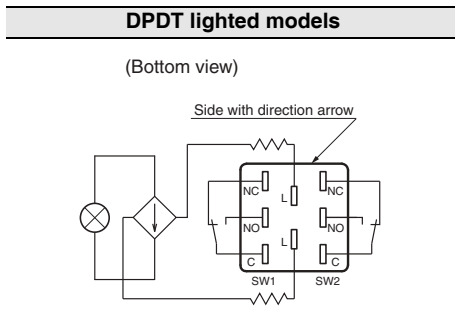 DPDT lighted models
(Bottom view)
Side with direction arrow
NC L NC
NO NO
L
C C
SW1 SW2